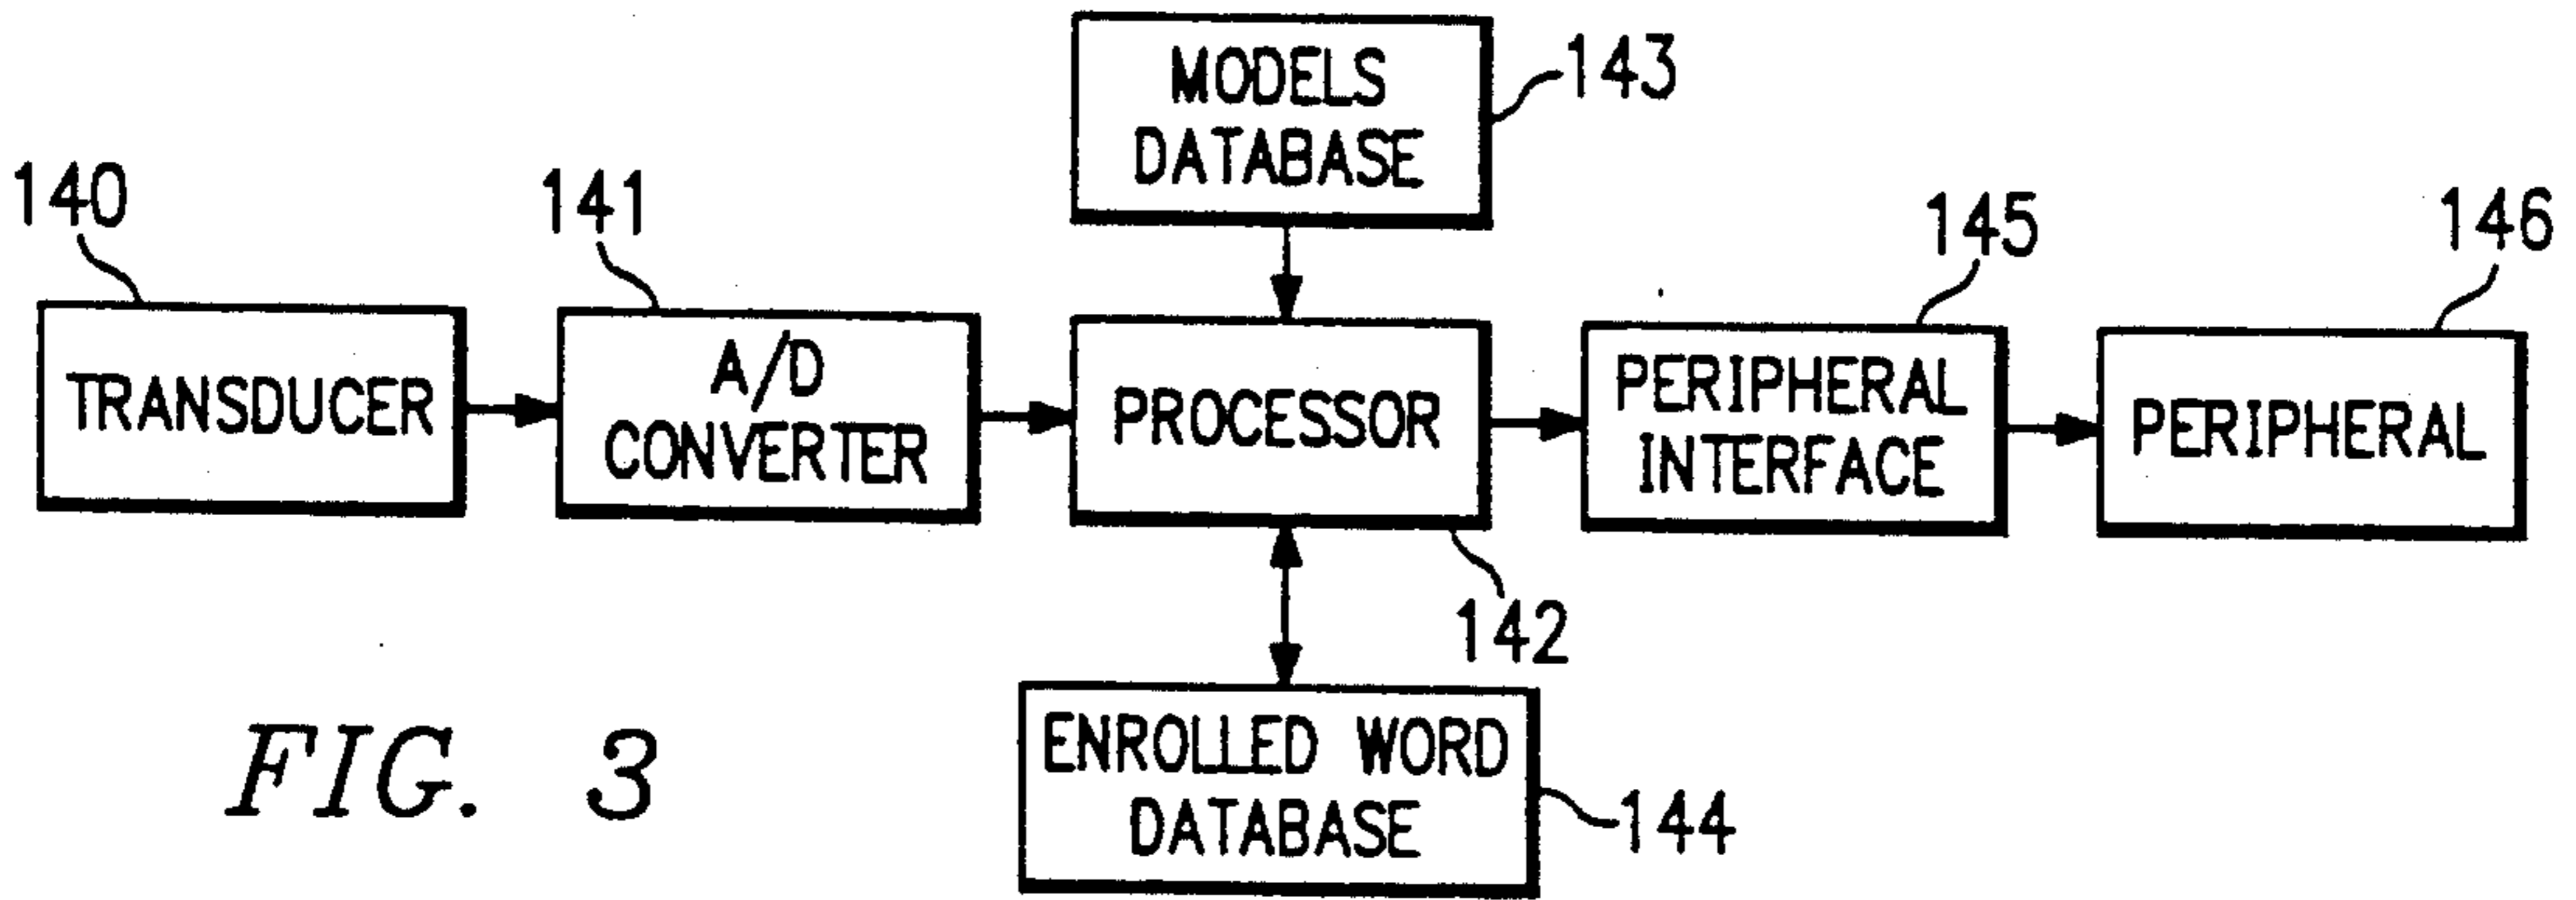 MODELS
DATABASE
143
140
141
145
146
TRANSDUCER
A/D
CONVERTER
PROCESSOR
PERIPHERAL
INTERFACE
PERIPHERAL
142
ENROLLED WORD
DATABASE
144
FIG. 3